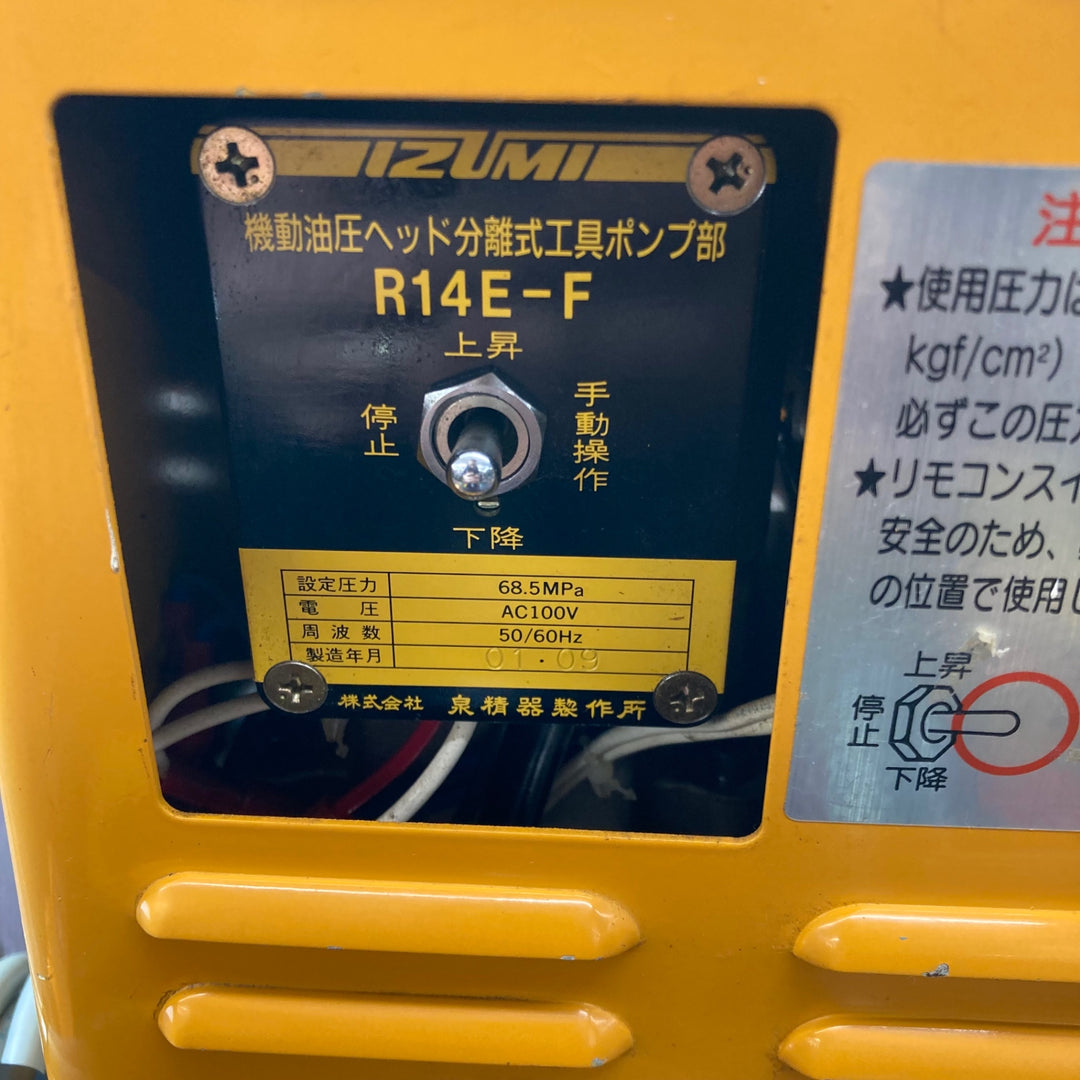 IZUMI
機動油圧ヘッド分離式工具ポンプ部
R14E-F
上昇
停止
手動操作
下降
設定圧力 68.5MPa
電圧 AC100V
周波数 50/60Hz
製造年月 01・09
株式会社 泉精器製作所
注
★使用圧力は
kgf/cm²)
必ずこの圧力
★リモコンスイ
安全のため、
の位置で使用し
上昇
停止
下降